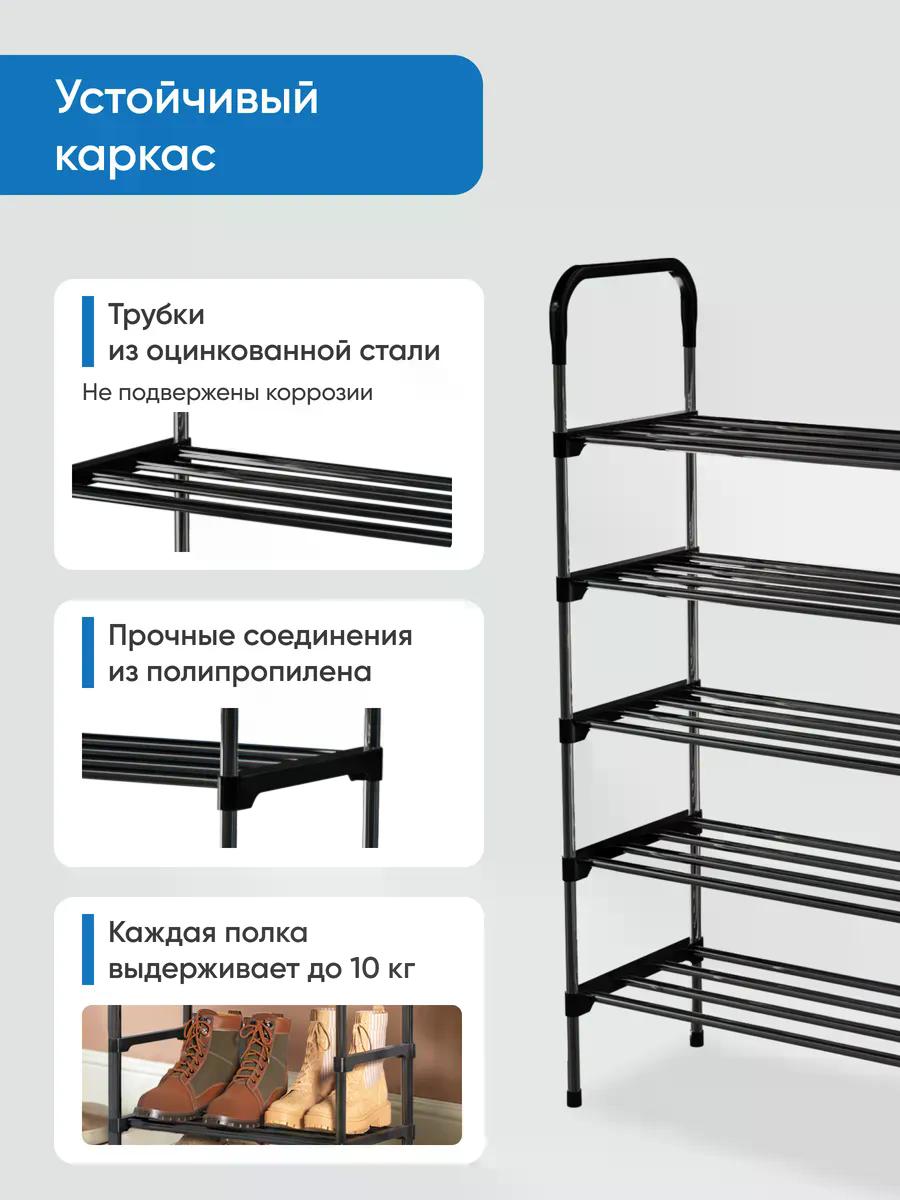 Устойчивый
каркас
Трубки
из оцинкованной стали
Не подвержены коррозии
Прочные соединения
из полипропилена
Каждая полка
выдерживает до 10 кг